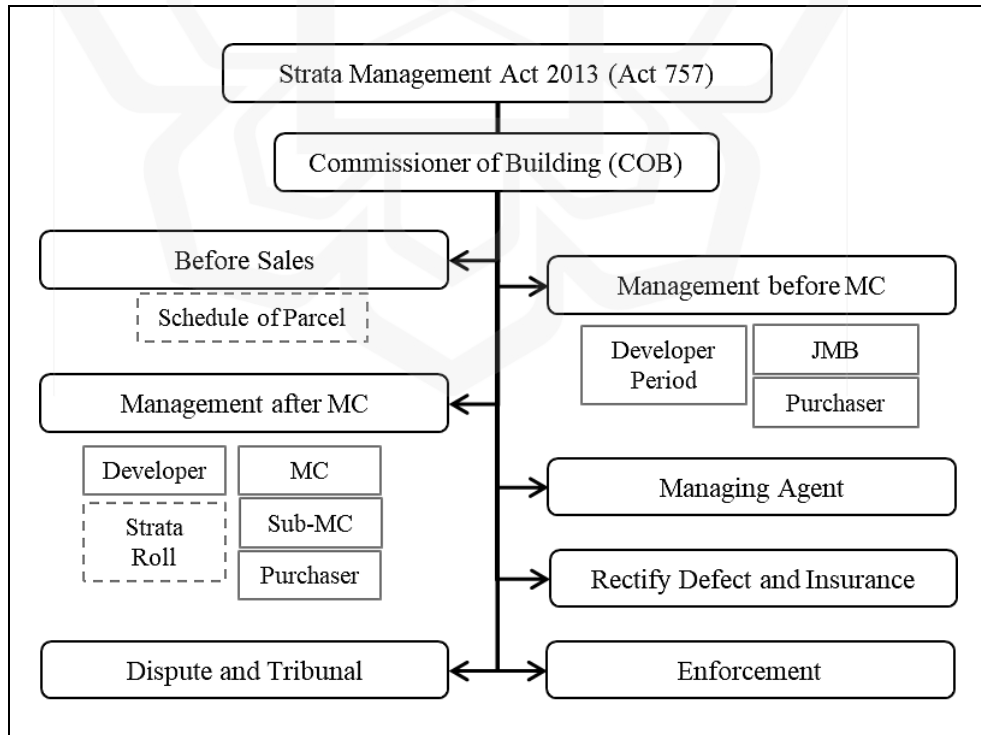 Strata Management Act 2013 (Act 757)
Commissioner of Building (COB)
Before Sales
Schedule of Parcel
Management before MC
Developer
Period
JMB
Purchaser
Management after MC
Developer
MC
Strata
Roll
Sub-MC
Purchaser
Managing Agent
Rectify Defect and Insurance
Dispute and Tribunal
Enforcement